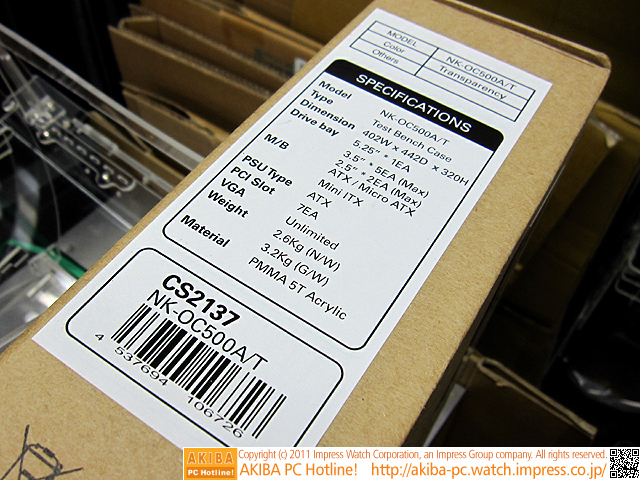 MODEL NK-OC500A/T
Color Transparency
Others
SPECIFICATIONS
Model NK-OC500A/T
Type Test Bench Case
Dimension 402W × 442D × 320H
Drive bay 5.25" * 1EA
3.5" * 5EA (Max)
2.5" * 2EA (Max)
M/B ATX / Micro ATX
Mini ITX
PSU Type ATX
PCI Slot 7EA
VGA Unlimited
Weight 2.6Kg (N/W)
3.2Kg (G/W)
Material PMMA 5T Acrylic
CS2137
NK-OC500A/T
4 537694 106726
AKIBA PC Hotline!
Copyright (c) 2011 Impress Watch Corporation, an Impress Group company. All rights reserved.
AKIBA PC Hotline! http://akiba-pc.watch.impress.co.jp/